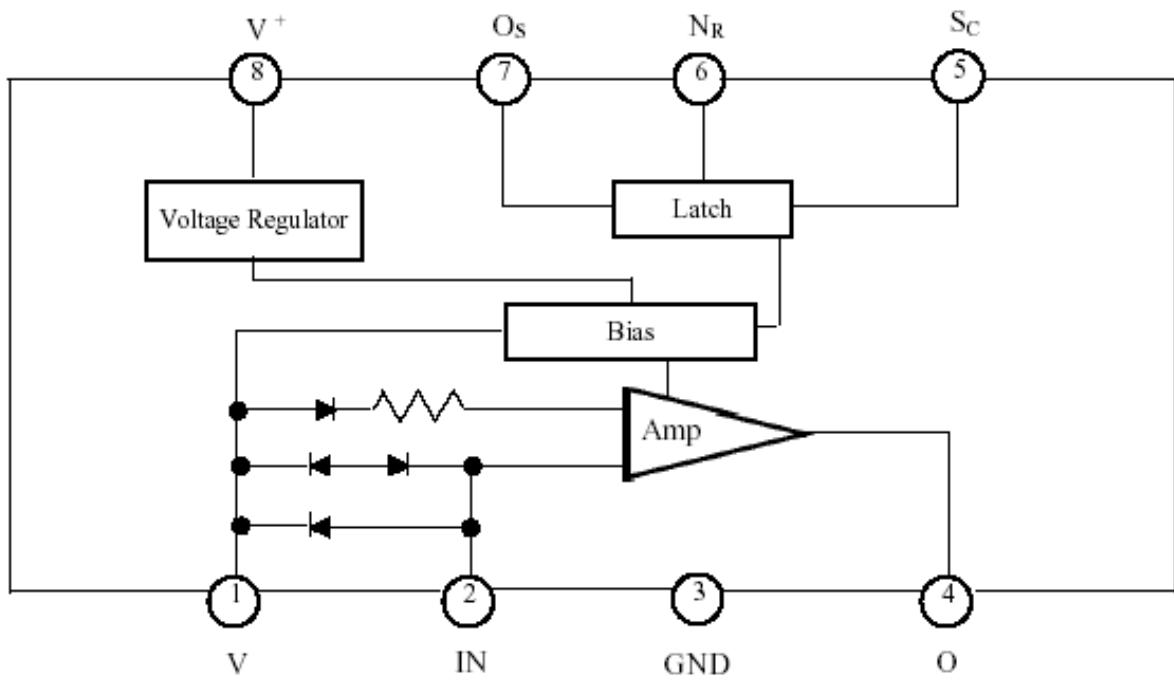 V + OS NR SC
8 7 6 5
Voltage Regulator Latch
Bias
Amp
1 2 3 4
V IN GND O